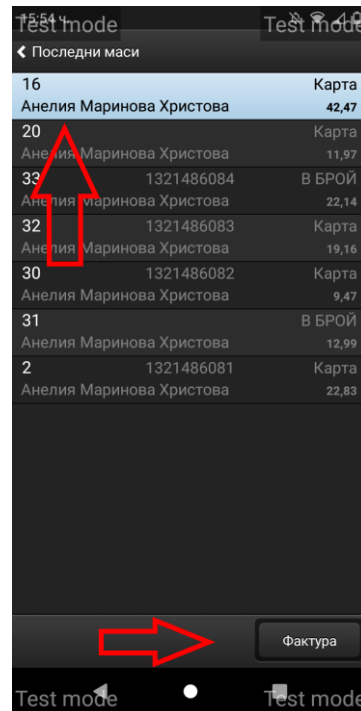 15:54 ч.
Test mode Test mode
Последни маси
16 Карта
Анелия Маринова Христова 42,47
20 Карта
Анелия Маринова Христова 11,97
33 1321486084 В БРОЙ
Анелия Маринова Христова 22,14
32 1321486083 Карта
Анелия Маринова Христова 19,16
30 1321486082 Карта
Анелия Маринова Христова 9,47
31 В БРОЙ
Анелия Маринова Христова 12,99
2 1321486081 Карта
Анелия Маринова Христова 22,83
Фактура
Test mode Test mode